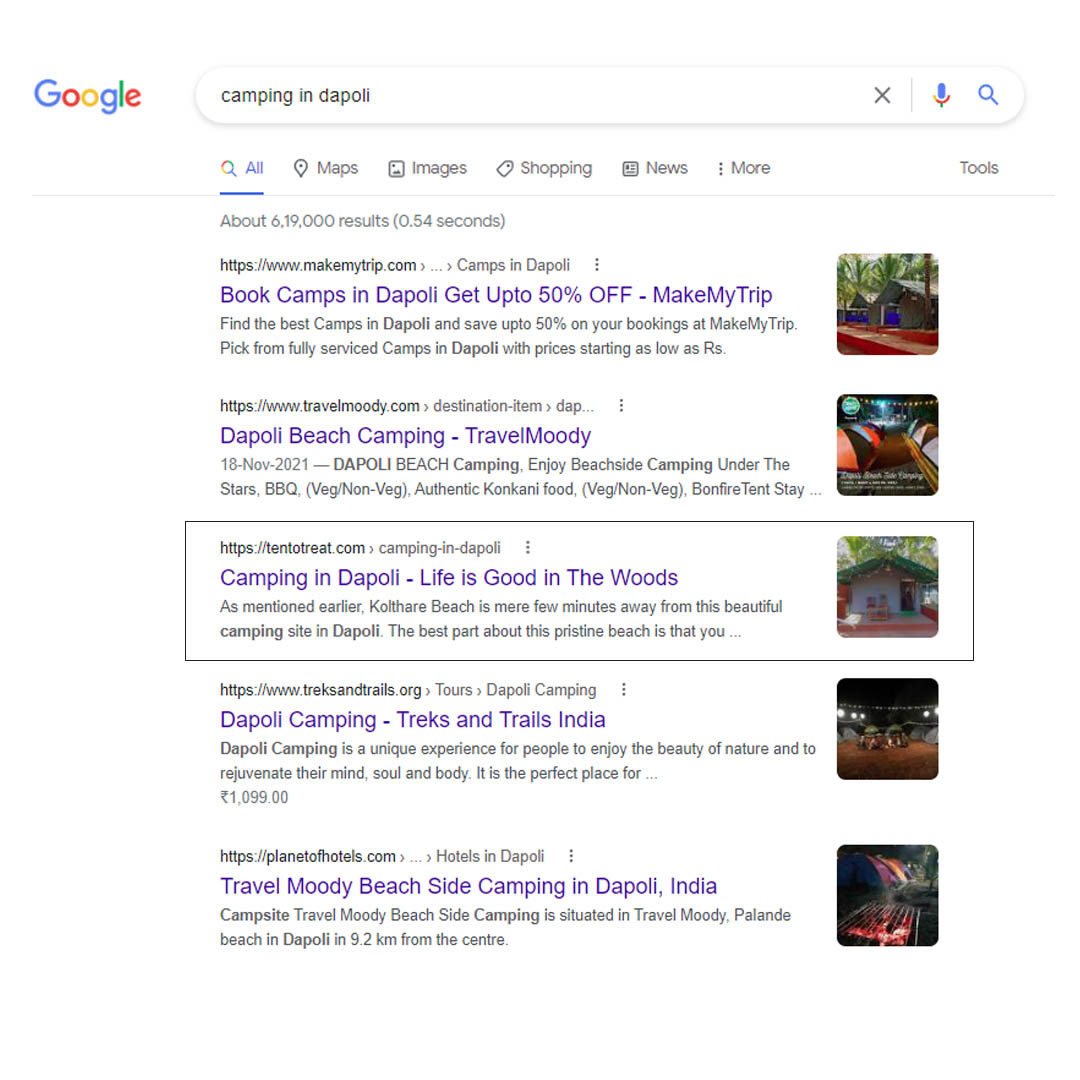 Google
camping in dapoli
All Maps Images Shopping News More Tools
About 6,19,000 results (0.54 seconds)
https://www.makemytrip.com › ... › Camps in Dapoli
Book Camps in Dapoli Get Upto 50% OFF - MakeMyTrip
Find the best Camps in Dapoli and save upto 50% on your bookings at MakeMyTrip.
Pick from fully serviced Camps in Dapoli with prices starting as low as Rs.
https://www.travelmoody.com › destination-item › dap...
Dapoli Beach Camping - TravelMoody
18-Nov-2021 — DAPOLI BEACH Camping, Enjoy Beachside Camping Under The
Stars, BBQ, (Veg/Non-Veg), Authentic Konkani food, (Veg/Non-Veg), BonfireTent Stay ...
Dapoli Beach Side Camping
https://tentotreat.com › camping-in-dapoli
Camping in Dapoli - Life is Good in The Woods
As mentioned earlier, Kolthare Beach is mere few minutes away from this beautiful
camping site in Dapoli. The best part about this pristine beach is that you ...
https://www.treksandtrails.org › Tours › Dapoli Camping
Dapoli Camping - Treks and Trails India
Dapoli Camping is a unique experience for people to enjoy the beauty of nature and to
rejuvenate their mind, soul and body. It is the perfect place for ...
₹1,099.00
https://planetofhotels.com › ... › Hotels in Dapoli
Travel Moody Beach Side Camping in Dapoli, India
Campsite Travel Moody Beach Side Camping is situated in Travel Moody, Palande
beach in Dapoli in 9.2 km from the centre.